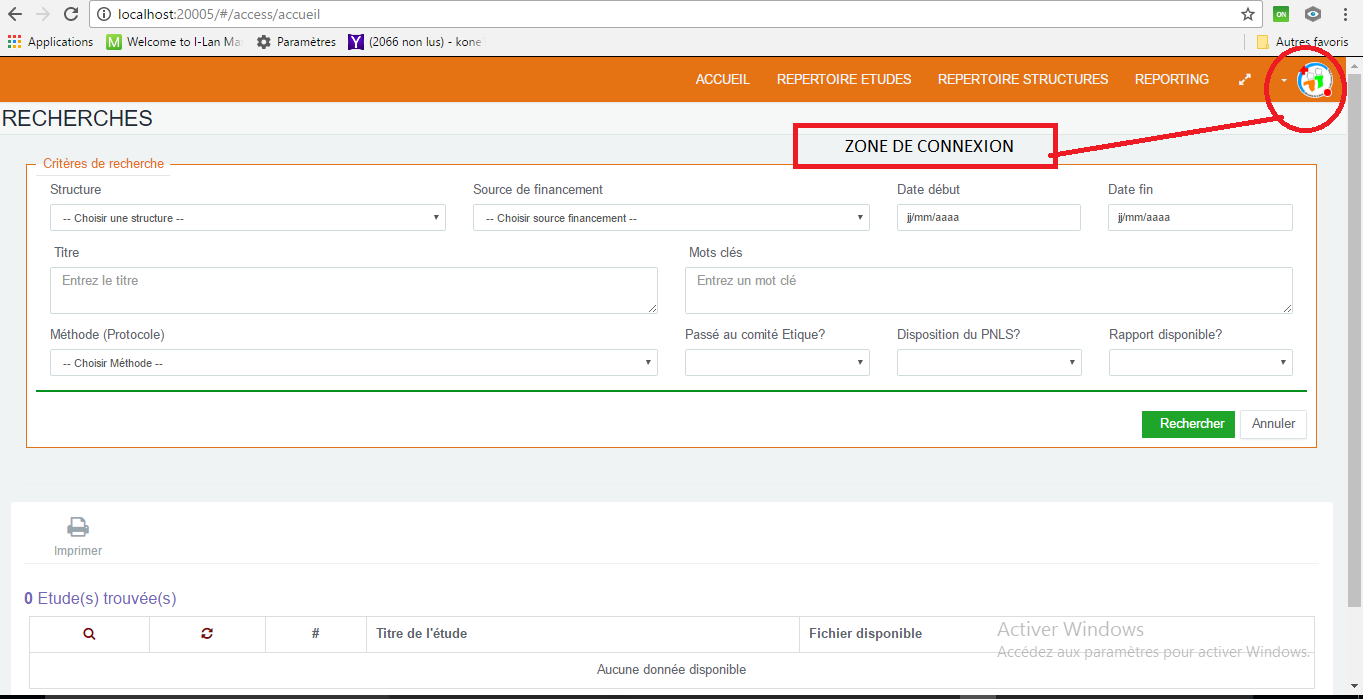 localhost:20005/#/access/accueil
ON
Applications
M Welcome to I-Lan Ma
Paramètres
Y (2066 non lus) - kone
Autres favoris
ACCUEIL REPERTOIRE ETUDES REPERTOIRE STRUCTURES REPORTING
RECHERCHES
ZONE DE CONNEXION
Critères de recherche
Structure Source de financement Date début Date fin
-- Choisir une structure -- -- Choisir source financement -- jj/mm/aaaa jj/mm/aaaa
Titre Mots clés
Entrez le titre Entrez un mot clé
Méthode (Protocole) Passé au comité Etique? Disposition du PNLS? Rapport disponible?
-- Choisir Méthode --
Rechercher Annuler
Imprimer
0 Etude(s) trouvée(s)
# Titre de l'étude Fichier disponible
Aucune donnée disponible
Activer Windows
Accédez aux paramètres pour activer Windows.